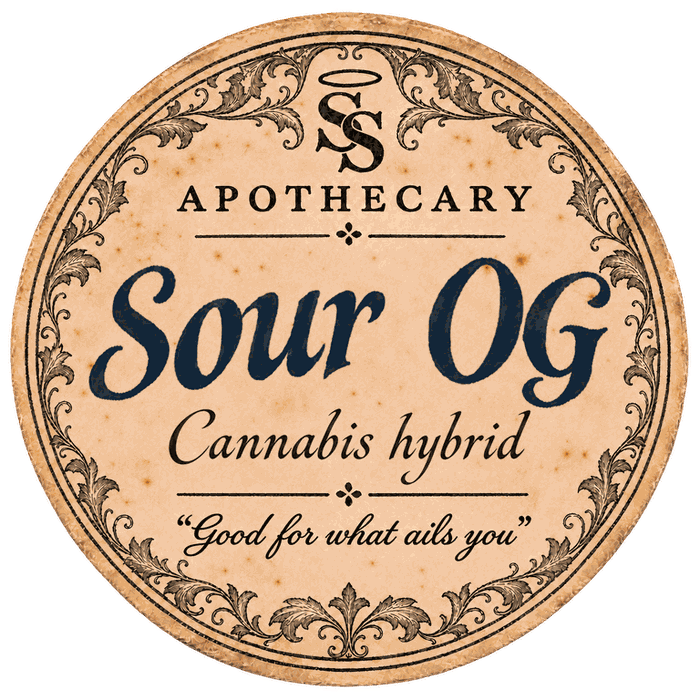 SS
APOTHECARY
Sour OG
Cannabis hybrid
“Good for what ails you”